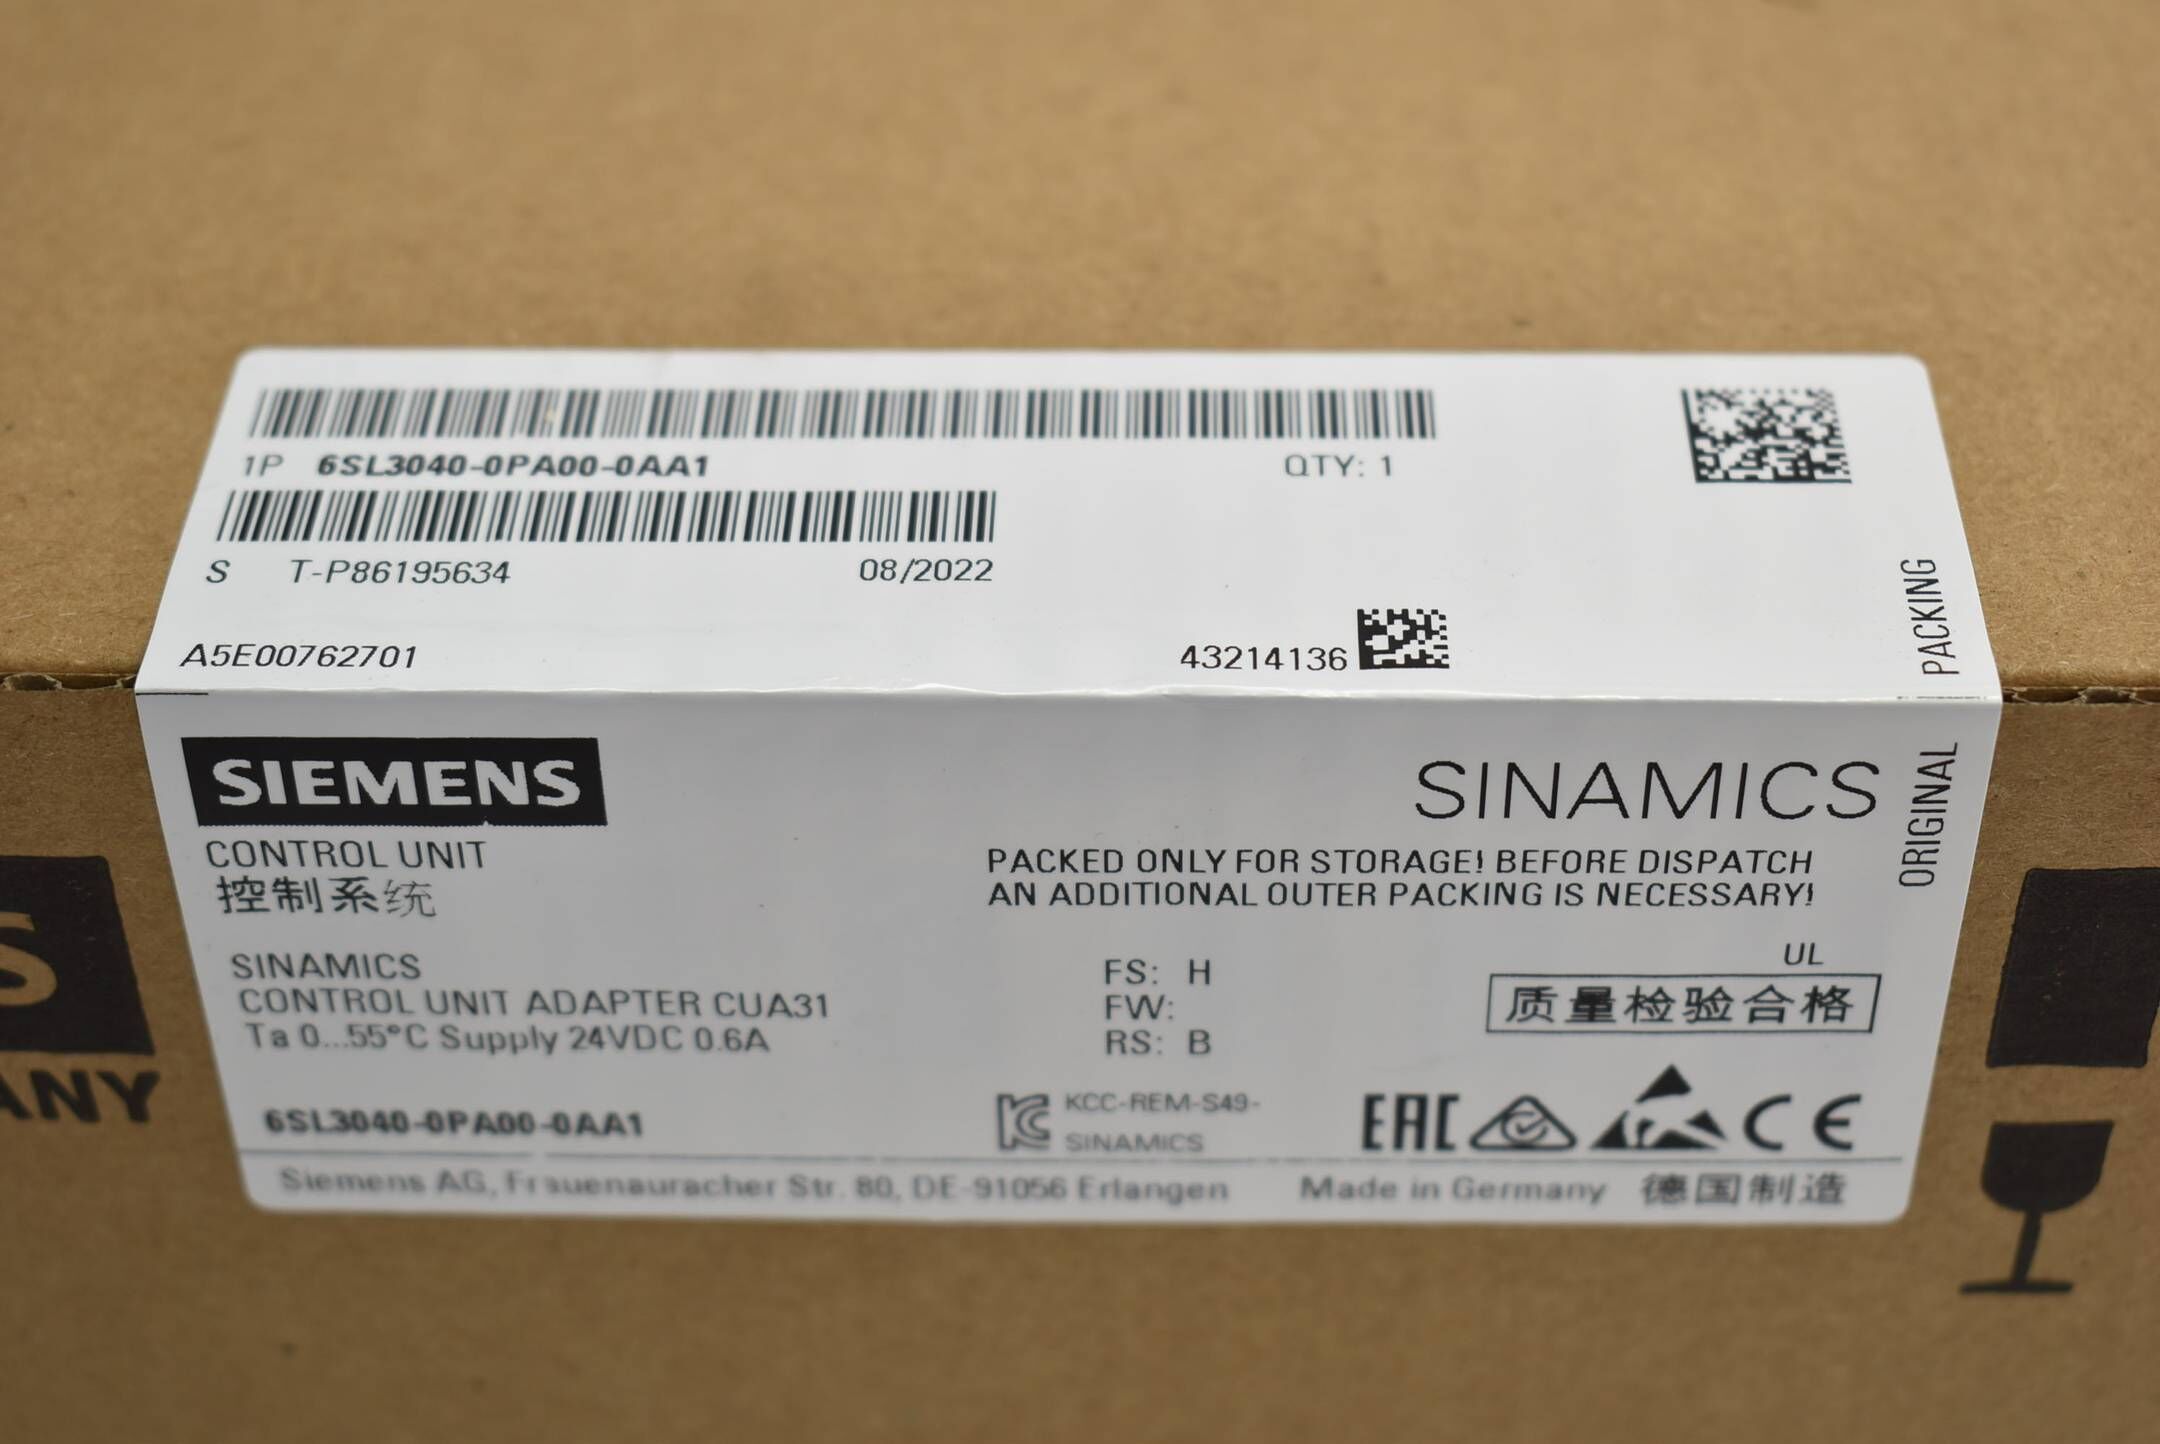 1P 6SL3040-0PA00-0AA1 QTY: 1
S T-P86195634 08/2022
A5E00762701 43214136
ORIGINAL PACKING
SIEMENS SINAMICS
CONTROL UNIT
控制系统
PACKED ONLY FOR STORAGE! BEFORE DISPATCH
AN ADDITIONAL OUTER PACKING IS NECESSARY!
SINAMICS
CONTROL UNIT ADAPTER CUA31
Ta 0...55°C Supply 24VDC 0.6A
FS: H
FW:
RS: B
UL
质量检验合格
6SL3040-0PA00-0AA1
KCC-REM-S49-
SINAMICS
EAC CE
Siemens AG, Frauenauracher Str. 80, DE-91056 Erlangen Made in Germany 德国制造
S
ANY